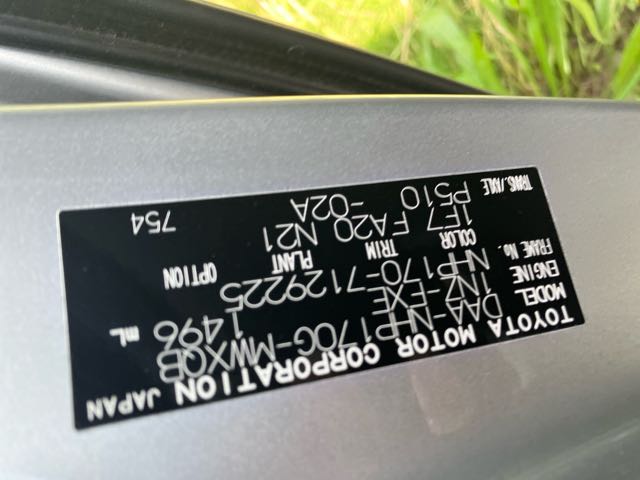 TOYOTA MOTOR CORPORATION JAPAN
MODEL DAA-NHP170G-MWXQB
ENGINE 1NZ-FXE 1496 mL
FRAME No. NHP170-7129225
COLOR TRIM PLANT OPTION
1F7 FA20 N21
TRANS./AXLE P510 -02A
754